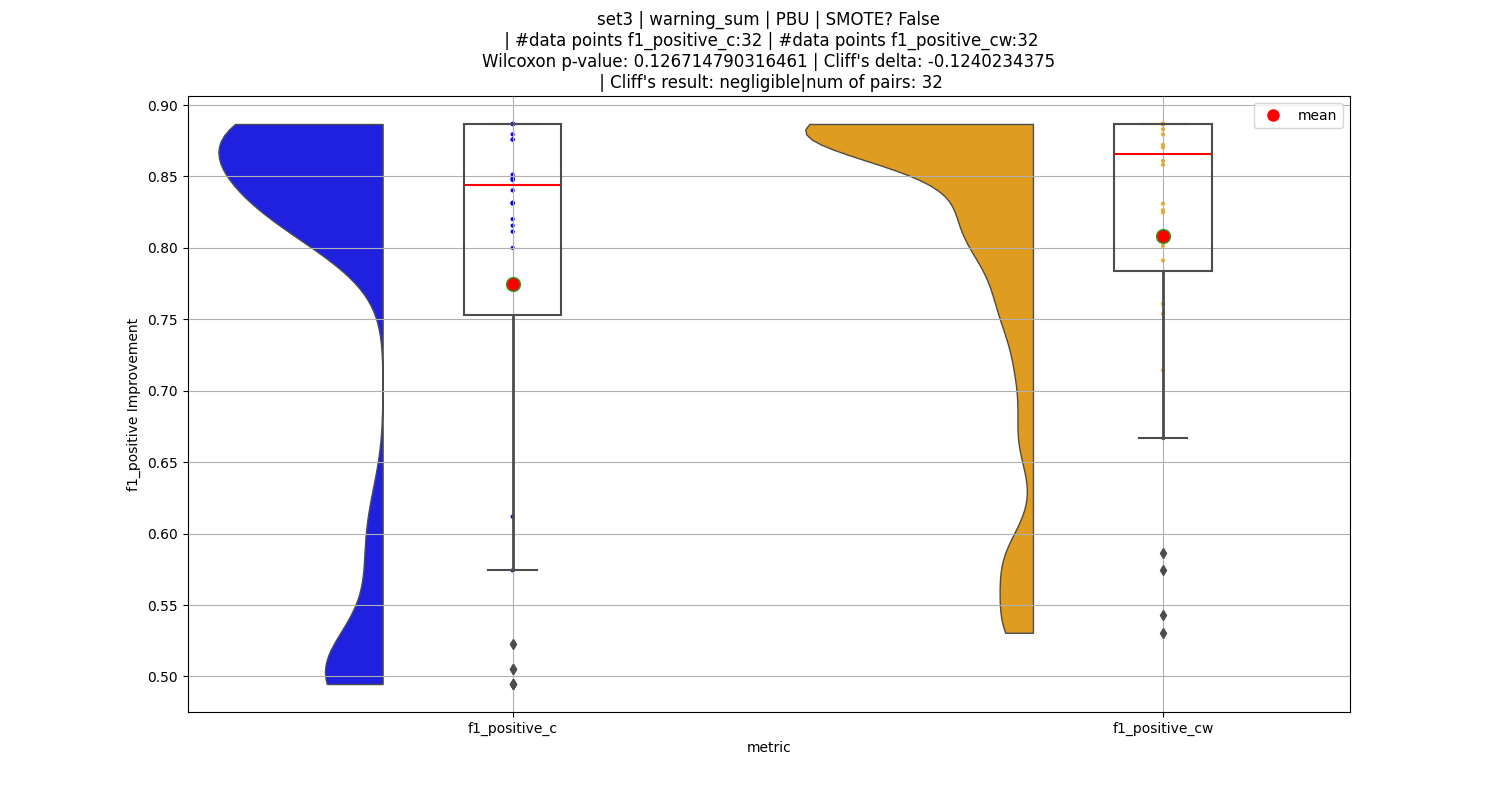 set3 | warning_sum | PBU | SMOTE? False
| #data points f1_positive_c:32 | #data points f1_positive_cw:32
Wilcoxon p-value: 0.126714790316461 | Cliff's delta: -0.1240234375
| Cliff's result: negligible|num of pairs: 32
mean
0.90
0.85
0.80
0.75
0.70
0.65
0.60
0.55
0.50
f1_positive Improvement
f1_positive_c
f1_positive_cw
metric